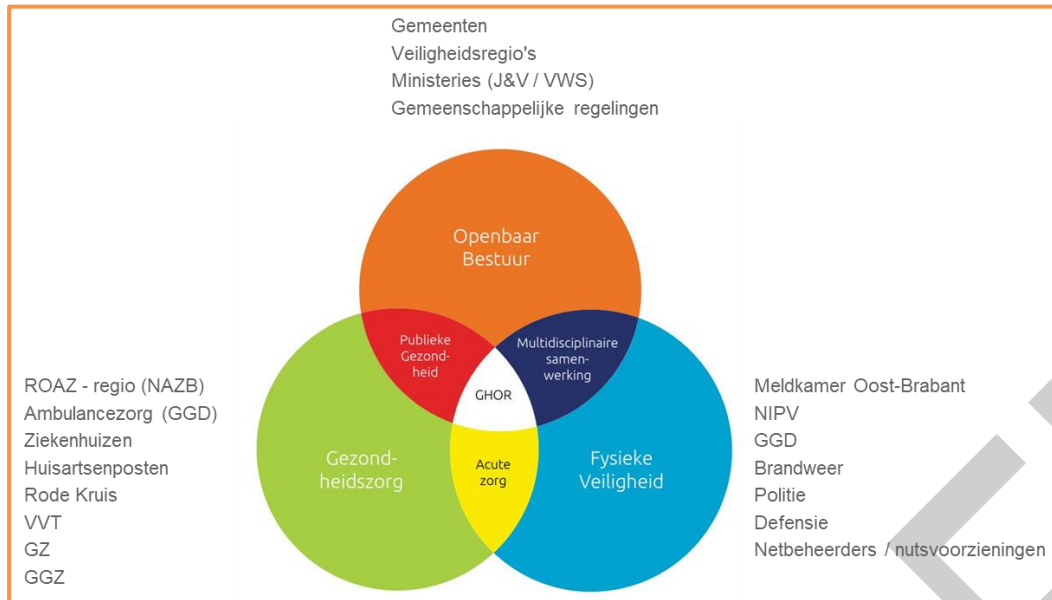 Gemeenten
Veiligheidsregio's
Ministeries (J&V / VWS)
Gemeenschappelijke regelingen
Openbaar
Bestuur
Publieke
Gezond-
heid
Multidisciplinaire
samen-
werking
GHOR
Gezond-
heidszorg
Acute
zorg
Fysieke
Veiligheid
ROAZ - regio (NAZB)
Ambulancezorg (GGD)
Ziekenhuizen
Huisartsenposten
Rode Kruis
VVT
GZ
GGZ
Meldkamer Oost-Brabant
NIPV
GGD
Brandweer
Politie
Defensie
Netbeheerders / nutsvoorzieningen